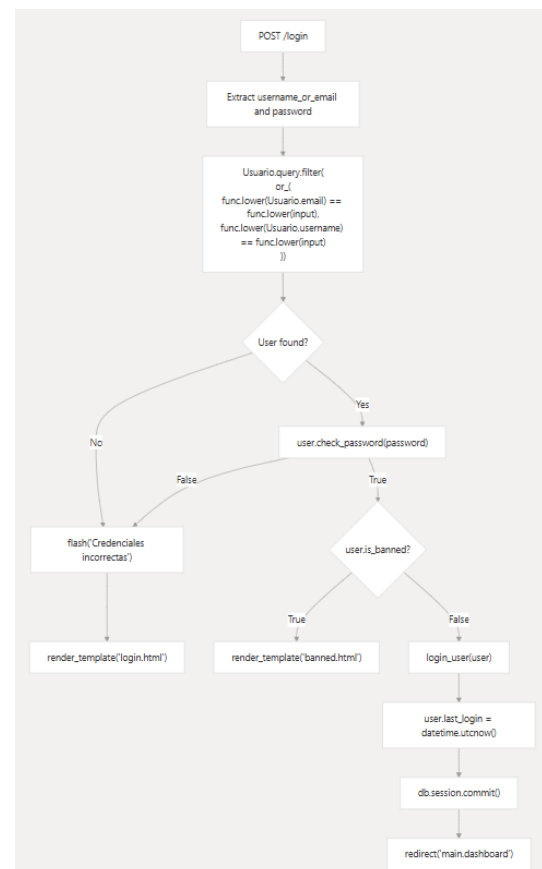 POST /login
Extract username_or_email
and password
Usuario.query.filter(
or_(
func.lower(Usuario.email) ==
func.lower(input),
func.lower(Usuario.username)
== func.lower(input)
))
User found?
Yes
No
user.check_password(password)
False
True
flash('Credenciales
incorrectas')
user.is_banned?
True
False
render_template('login.html')
render_template('banned.html')
login_user(user)
user.last_login =
datetime.utcnow()
db.session.commit()
redirect('main.dashboard')